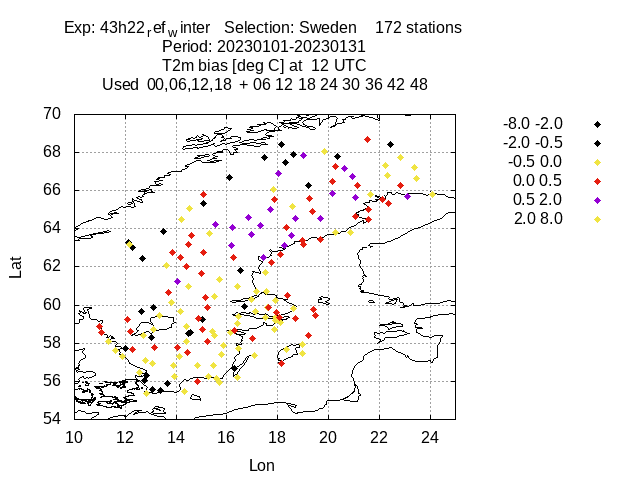 Exp: 43h22refwinter   Selection: Sweden    172 stations
Period: 20230101-20230131
T2m bias [deg C] at  12 UTC
Used  00,06,12,18  + 06 12 18 24 30 36 42 48
70
68
66
64
62
60
58
56
54
10 12 14 16 18 20 22 24
Lat
Lon
-8.0 -2.0
-2.0 -0.5
-0.5 0.0
0.0 0.5
0.5 2.0
2.0 8.0